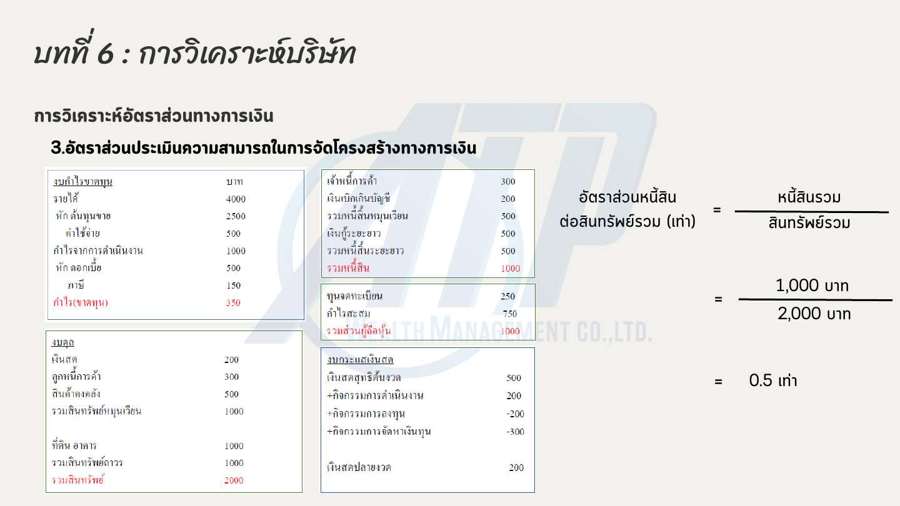 บทที่ 6 : การวิเคราะห์บริษัท
การวิเคราะห์อัตราส่วนทางการเงิน
3.อัตราส่วนประเมินความสามารถในการจัดโครงสร้างทางการเงิน
งบกำไรขาดทุน บาท
รายได้ 4000
หัก ต้นทุนขาย 2500
ค่าใช้จ่าย 500
กำไรจากการดำเนินงาน 1000
หัก ดอกเบี้ย 500
ภาษี 150
กำไร(ขาดทุน) 350
งบดุล
เงินสด 200
ลูกหนี้การค้า 300
สินค้าคงคลัง 500
รวมสินทรัพย์หมุนเวียน 1000
ที่ดิน อาคาร 1000
รวมสินทรัพย์ถาวร 1000
รวมสินทรัพย์ 2000
เจ้าหนี้การค้า 300
เงินเบิกเกินบัญชี 200
รวมหนี้สิ้นหมุนเวียน 500
เงินกู้ระยะยาว 500
รวมหนี้สิ้นระยะยาว 500
รวมหนี้สิน 1000
ทุนจดทะเบียน 250
กำไรสะสม 750
รวมส่วนผู้ถือหุ้น 1000
งบกระแสเงินสด
เงินสดสุทธิต้นงวด 500
+กิจกรรมการดำเนินงาน 200
+กิจกรรมการลงทุน -200
+กิจกรรมการจัดหาเงินทุน -300
เงินสดปลายงวด 200
อัตราส่วนหนี้สิน
ต่อสินทรัพย์รวม (เท่า)
=
หนี้สินรวม
สินทรัพย์รวม
=
1,000 บาท
2,000 บาท
= 0.5 เท่า
ATP
WEALTH MANAGEMENT CO.,LTD.